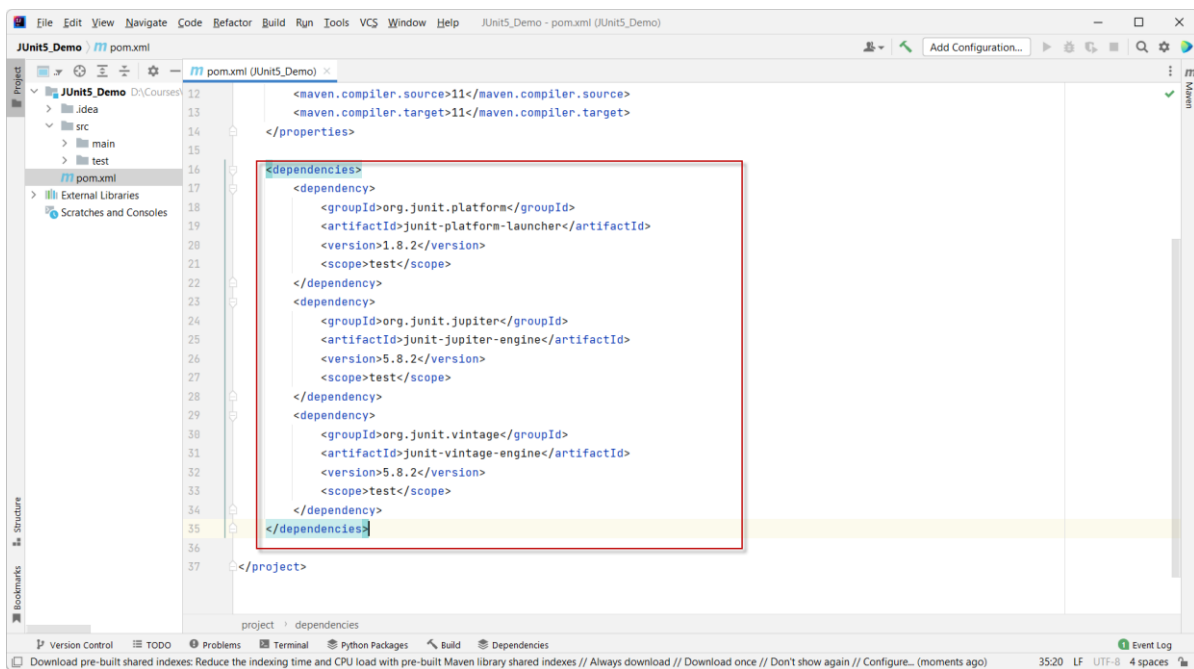 File Edit View Navigate Code Refactor Build Run Tools VCS Window Help JUnit5_Demo - pom.xml (JUnit5_Demo)
JUnit5_Demo pom.xml Add Configuration...
pom.xml (JUnit5_Demo)
Project
Maven
JUnit5_Demo D:\Courses\
.idea
src
main
test
pom.xml
External Libraries
Scratches and Consoles
12 <maven.compiler.source>11</maven.compiler.source>
13 <maven.compiler.target>11</maven.compiler.target>
14 </properties>
15
16 <dependencies>
17 <dependency>
18 <groupId>org.junit.platform</groupId>
19 <artifactId>junit-platform-launcher</artifactId>
20 <version>1.8.2</version>
21 <scope>test</scope>
22 </dependency>
23 <dependency>
24 <groupId>org.junit.jupiter</groupId>
25 <artifactId>junit-jupiter-engine</artifactId>
26 <version>5.8.2</version>
27 <scope>test</scope>
28 </dependency>
29 <dependency>
30 <groupId>org.junit.vintage</groupId>
31 <artifactId>junit-vintage-engine</artifactId>
32 <version>5.8.2</version>
33 <scope>test</scope>
34 </dependency>
35 </dependencies>
36
37 </project>
Structure
Bookmarks
project dependencies
Version Control TODO Problems Terminal Python Packages Build Dependencies 1 Event Log
Download pre-built shared indexes: Reduce the indexing time and CPU load with pre-built Maven library shared indexes // Always download // Download once // Don't show again // Configure... (moments ago) 35:20 LF UTF-8 4 spaces